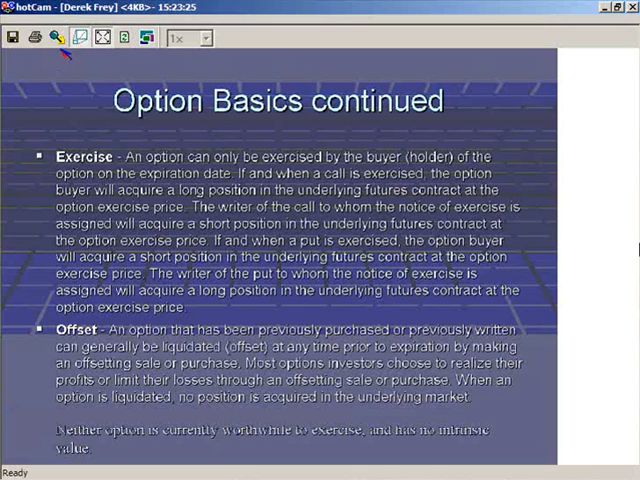 hotCam - [Derek Frey] <4KB>- 15:23:25
1x
Option Basics continued
Exercise - An option can only be exercised by the buyer (holder) of the
option on the expiration date. If and when a call is exercised, the option
buyer will acquire a long position in the underlying futures contract at the
option exercise price. The writer of the call to whom the notice of exercise is
assigned will acquire a short position in the underlying futures contract at
the option exercise price. If and when a put is exercised, the option buyer
will acquire a short position in the underlying futures contract at the option
exercise price. The writer of the put to whom the notice of exercise is
assigned will acquire a long position in the underlying futures contract at the
option exercise price.
Offset - An option that has been previously purchased or previously written
can generally be liquidated (offset) at any time prior to expiration by making
an offsetting sale or purchase. Most options investors choose to realize their
profits or limit their losses through an offsetting sale or purchase. When an
option is liquidated, no position is acquired in the underlying market.
Neither option is currently worthwhile to exercise, and has no intrinsic
value.
Ready